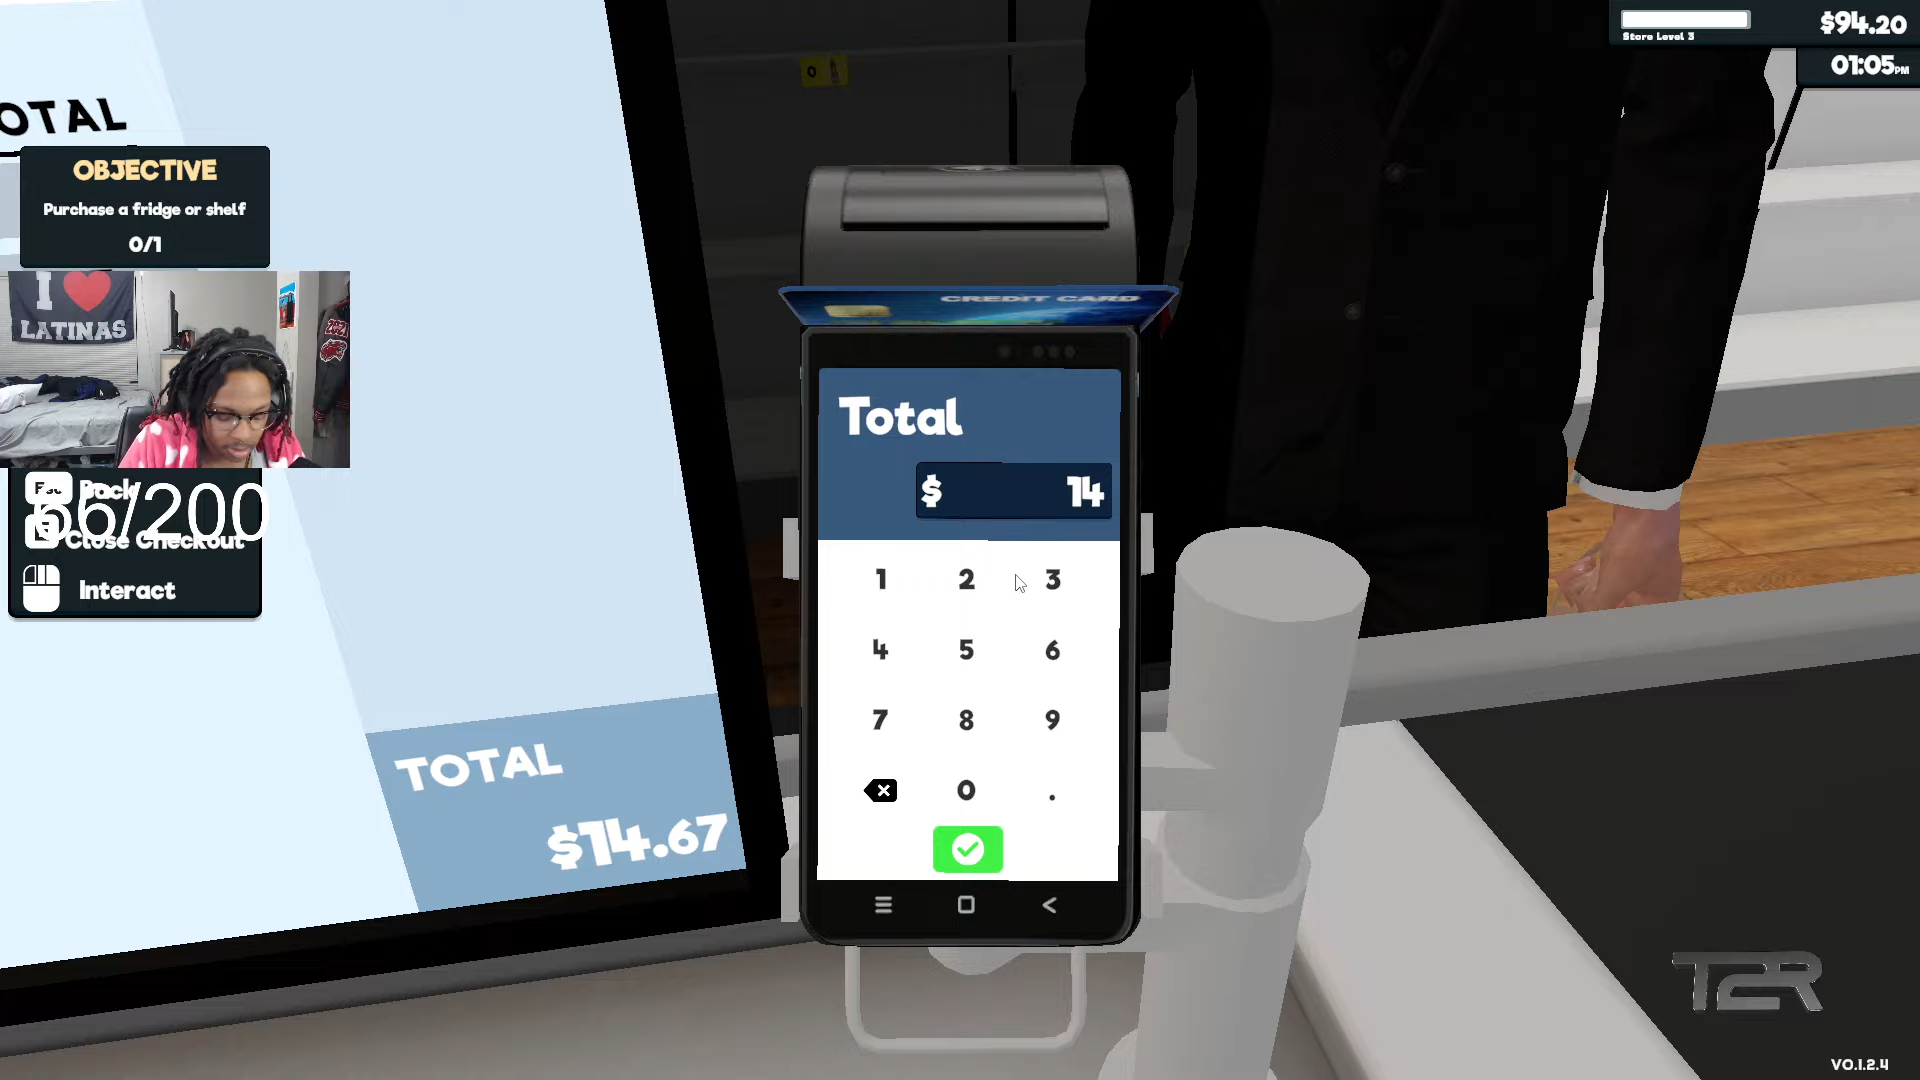 $94.20
Store Level 3
01:05PM
0
OTAL
OBJECTIVE
Purchase a fridge or shelf
0/1
I
LATINAS
CREDIT CARD
Total
$ 14
Back
/200
Close Checkout
Interact
1 2 3
4 5 6
7 8 9
0 .
TOTAL
$14.67
T2R
V0.1.2.4